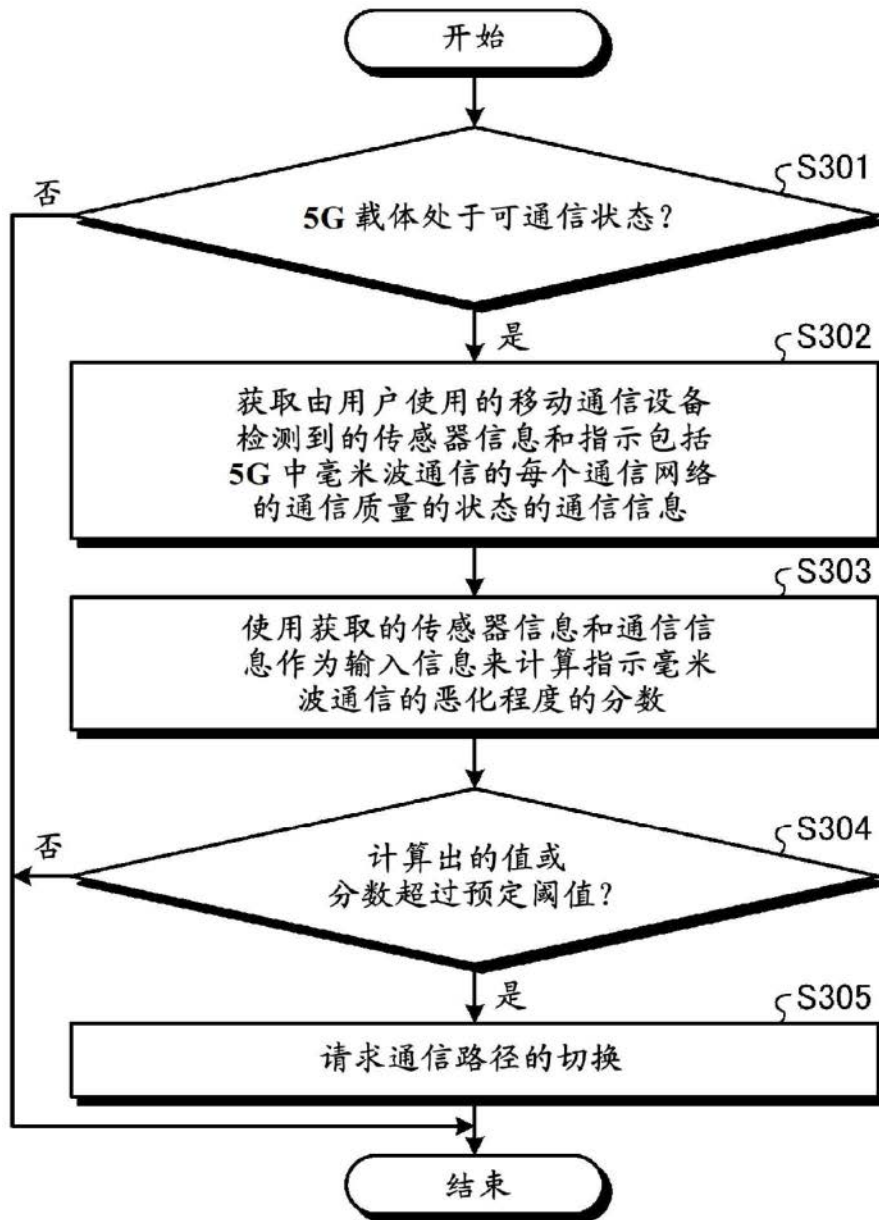 开始
S301
否
5G 载体处于可通信状态?
是
S302
获取由用户使用的移动通信设备
检测到的传感器信息和指示包括
5G 中毫米波通信的每个通信网络
的通信质量的状态的通信信息
S303
使用获取的传感器信息和通信信
息作为输入信息来计算指示毫米
波通信的恶化程度的分数
S304
否
计算出的值或
分数超过预定阈值?
是
S305
请求通信路径的切换
结束